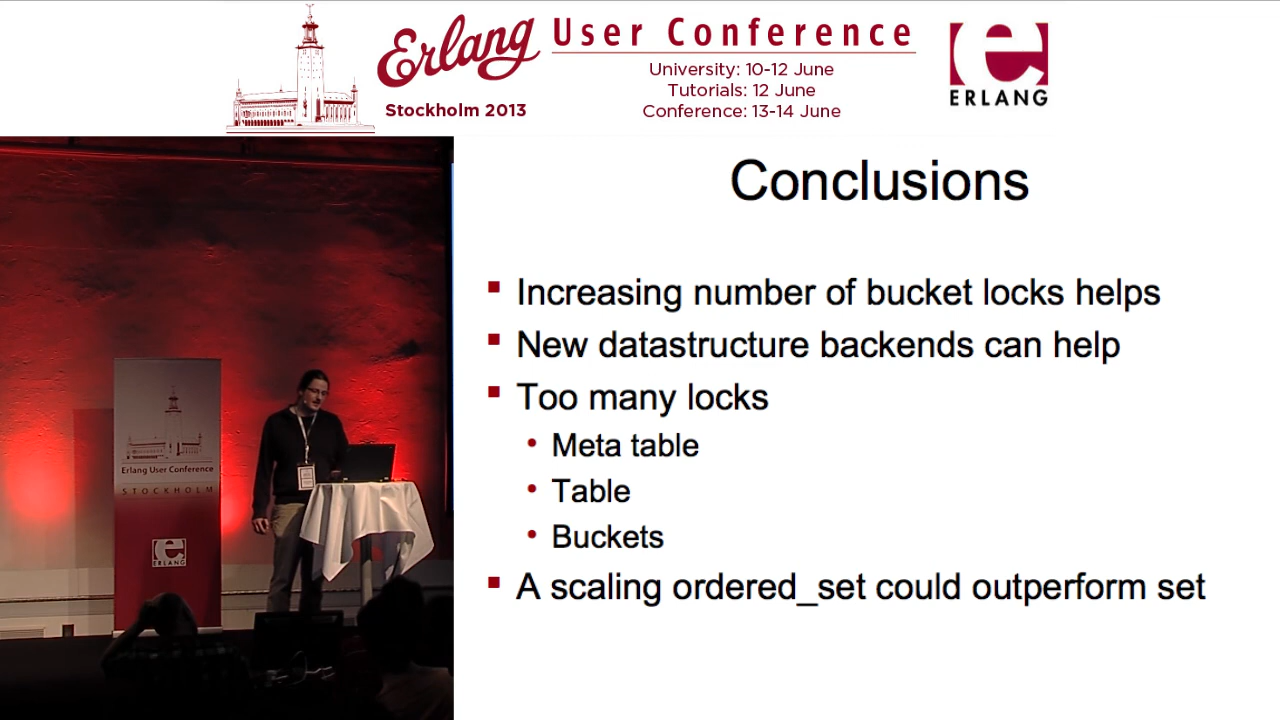 Erlang User Conference
Stockholm 2013
University: 10-12 June
Tutorials: 12 June
Conference: 13-14 June
ERLANG
Conclusions
Increasing number of bucket locks helps
New datastructure backends can help
Too many locks
Meta table
Table
Buckets
A scaling ordered_set could outperform set
Erlang User Conference
STOCKHOLM
ERLANG